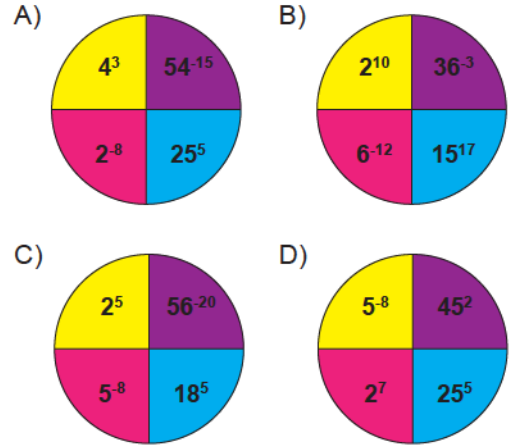 A) B)
4³ 54⁻¹⁵ 2¹⁰ 36⁻³
2⁻⁸ 25⁵ 6⁻¹² 15¹⁷
C) D)
2⁵ 56⁻²⁰ 5⁻⁸ 45²
5⁻⁸ 18⁵ 2⁷ 25⁵